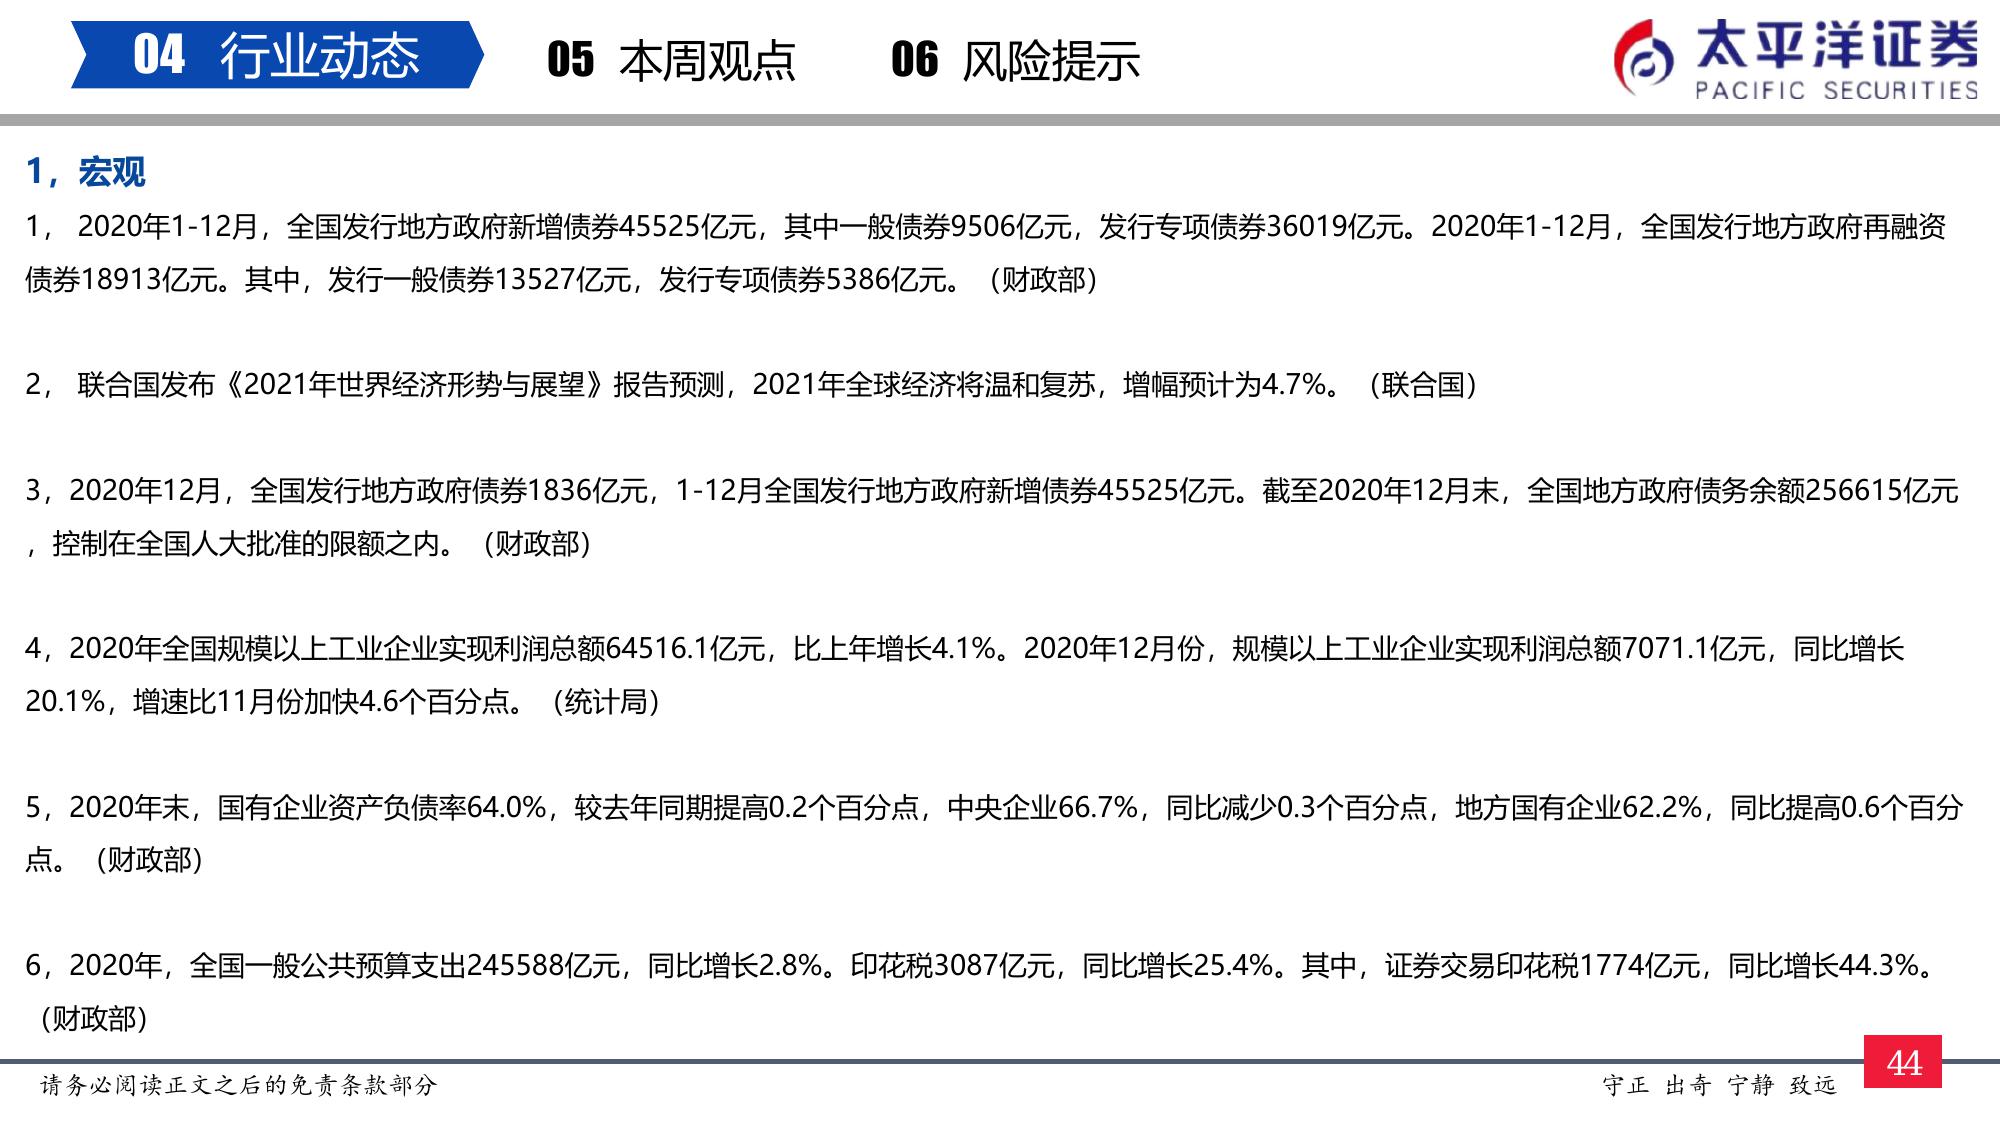 04 行业动态 05 本周观点 06 风险提示
太平洋证券
PACIFIC SECURITIES
1，宏观
1， 2020年1-12月，全国发行地方政府新增债券45525亿元，其中一般债券9506亿元，发行专项债券36019亿元。2020年1-12月，全国发行地方政府再融资
债券18913亿元。其中，发行一般债券13527亿元，发行专项债券5386亿元。（财政部）
2， 联合国发布《2021年世界经济形势与展望》报告预测，2021年全球经济将温和复苏，增幅预计为4.7%。（联合国）
3，2020年12月，全国发行地方政府债券1836亿元，1-12月全国发行地方政府新增债券45525亿元。截至2020年12月末，全国地方政府债务余额256615亿元
，控制在全国人大批准的限额之内。（财政部）
4，2020年全国规模以上工业企业实现利润总额64516.1亿元，比上年增长4.1%。2020年12月份，规模以上工业企业实现利润总额7071.1亿元，同比增长
20.1%，增速比11月份加快4.6个百分点。（统计局）
5，2020年末，国有企业资产负债率64.0%，较去年同期提高0.2个百分点，中央企业66.7%，同比减少0.3个百分点，地方国有企业62.2%，同比提高0.6个百分
点。（财政部）
6，2020年，全国一般公共预算支出245588亿元，同比增长2.8%。印花税3087亿元，同比增长25.4%。其中，证券交易印花税1774亿元，同比增长44.3%。
（财政部）
请务必阅读正文之后的免责条款部分
守正 出奇 宁静 致远
44